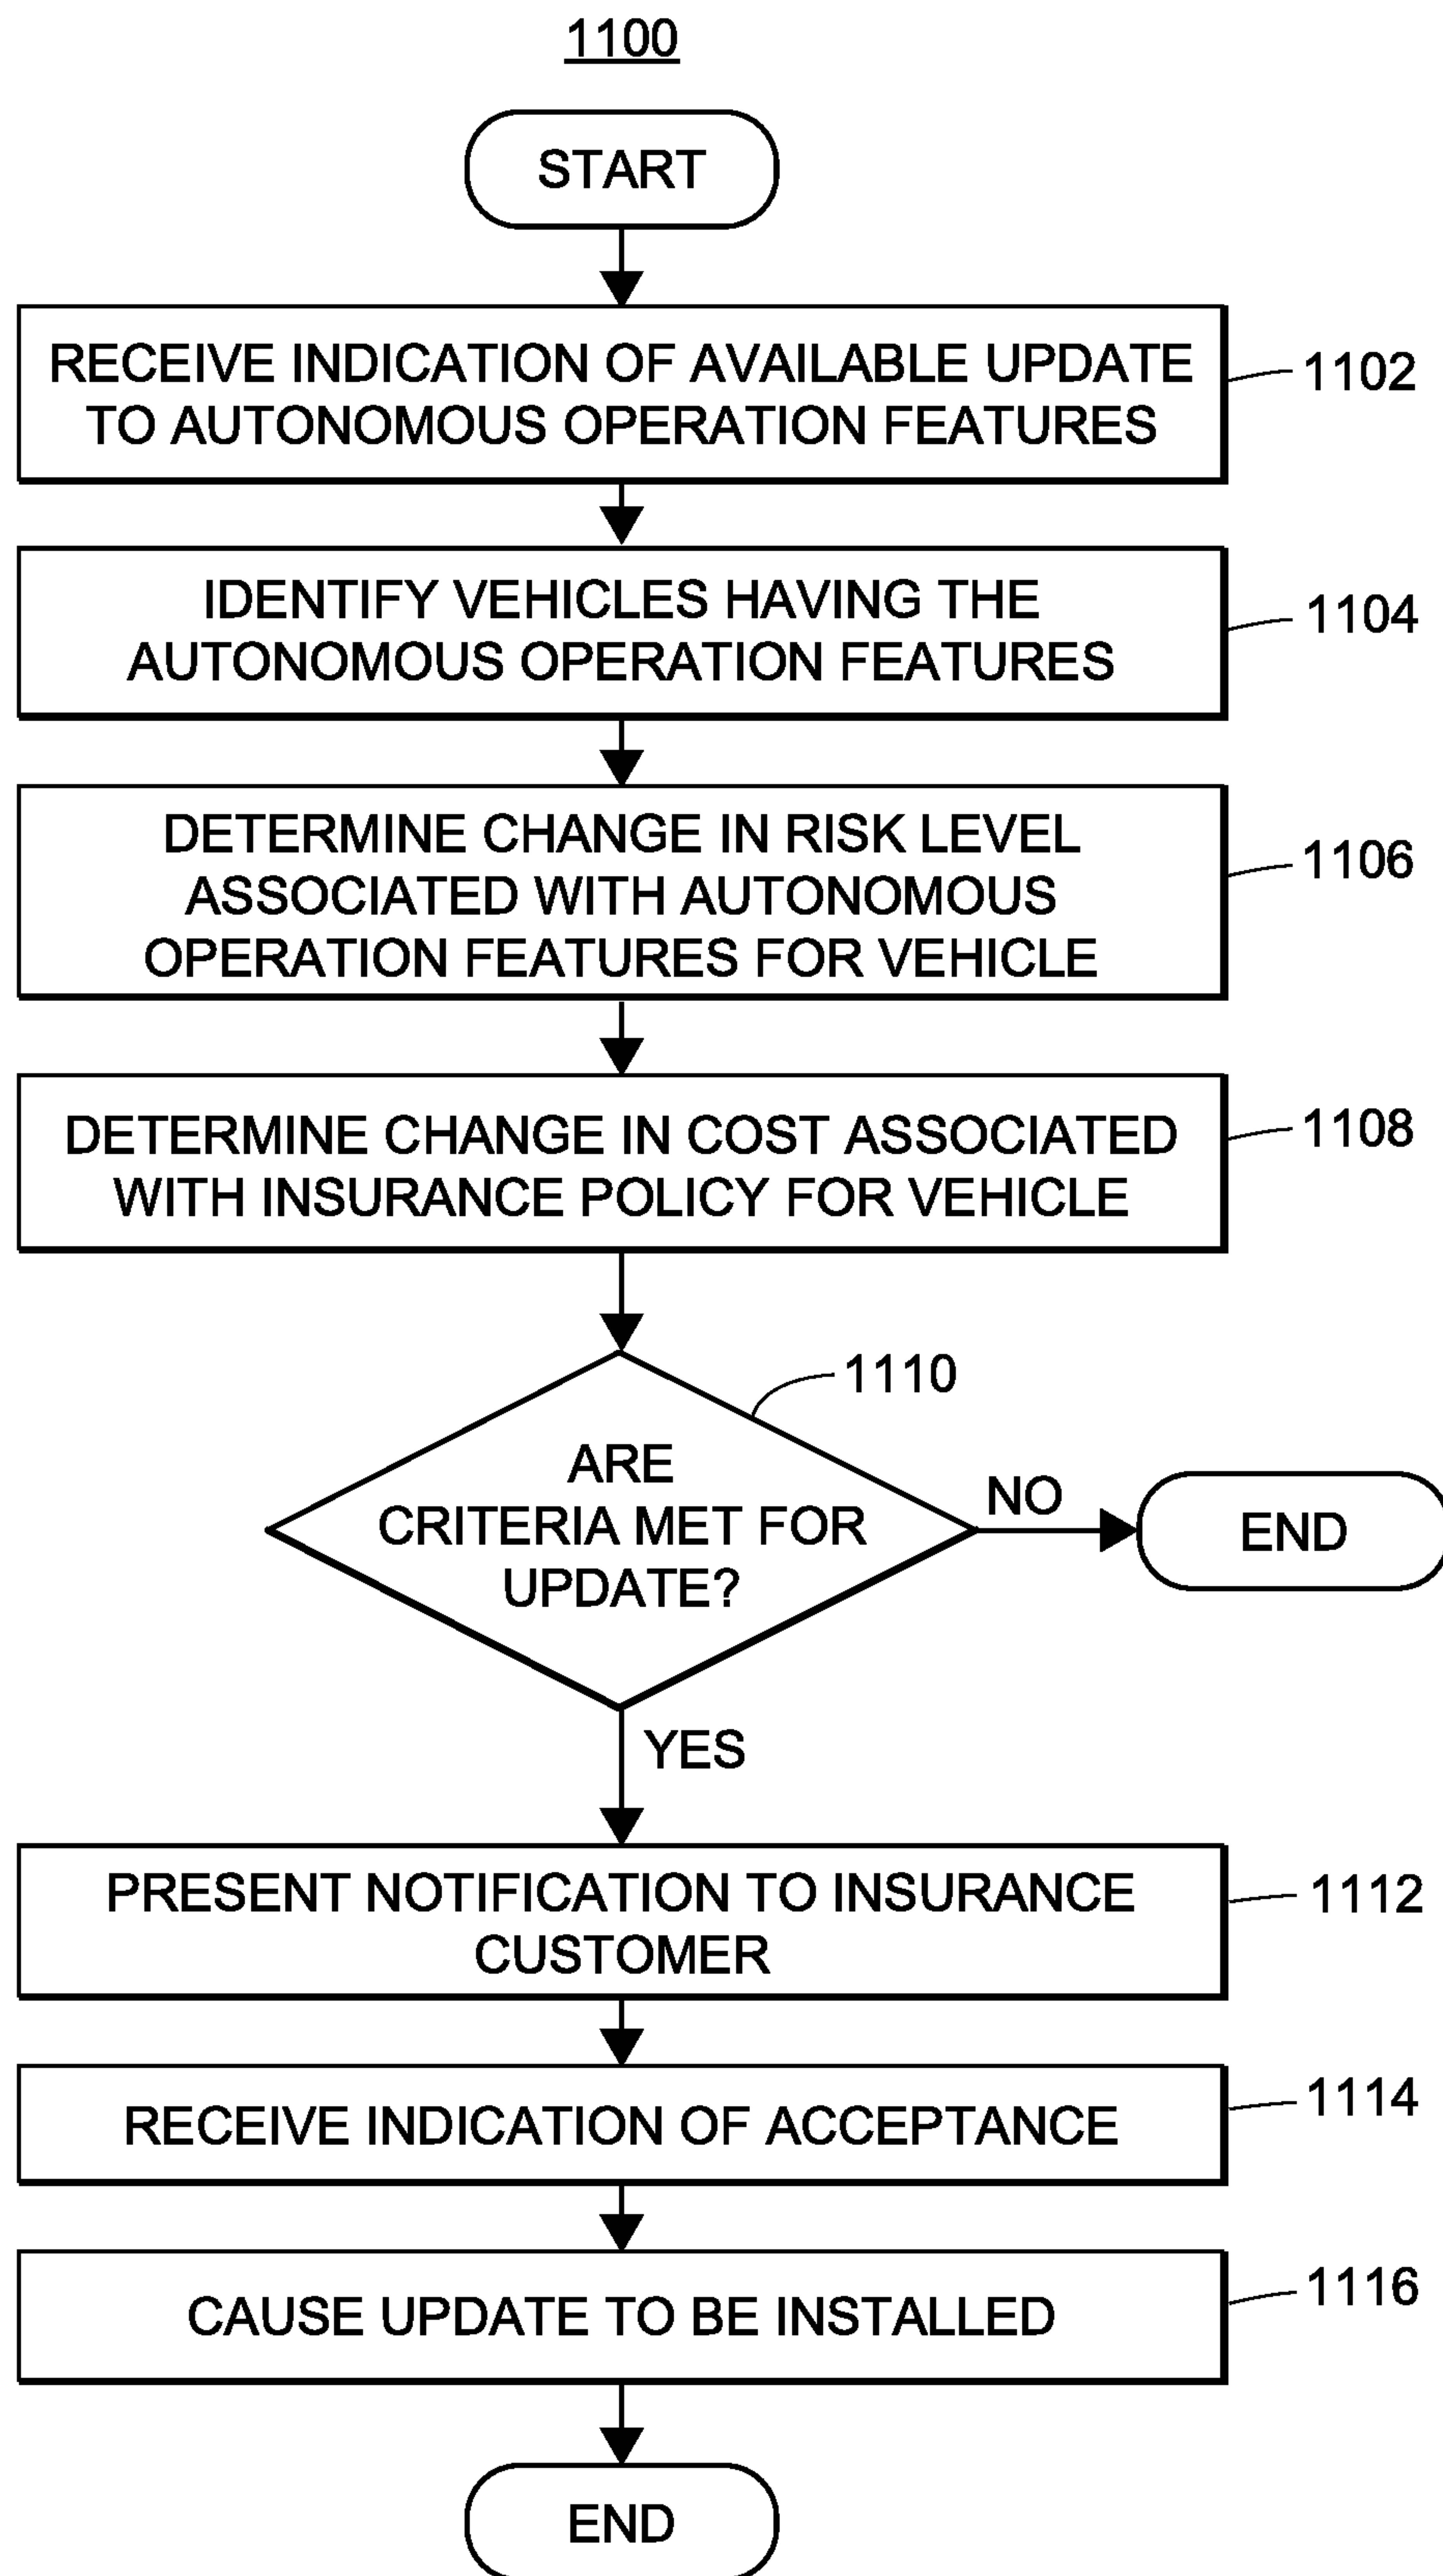 1100
START
RECEIVE INDICATION OF AVAILABLE UPDATE
TO AUTONOMOUS OPERATION FEATURES
1102
IDENTIFY VEHICLES HAVING THE
AUTONOMOUS OPERATION FEATURES
1104
DETERMINE CHANGE IN RISK LEVEL
ASSOCIATED WITH AUTONOMOUS
OPERATION FEATURES FOR VEHICLE
1106
DETERMINE CHANGE IN COST ASSOCIATED
WITH INSURANCE POLICY FOR VEHICLE
1108
1110
ARE
CRITERIA MET FOR
UPDATE?
NO
END
YES
PRESENT NOTIFICATION TO INSURANCE
CUSTOMER
1112
RECEIVE INDICATION OF ACCEPTANCE
1114
CAUSE UPDATE TO BE INSTALLED
1116
END